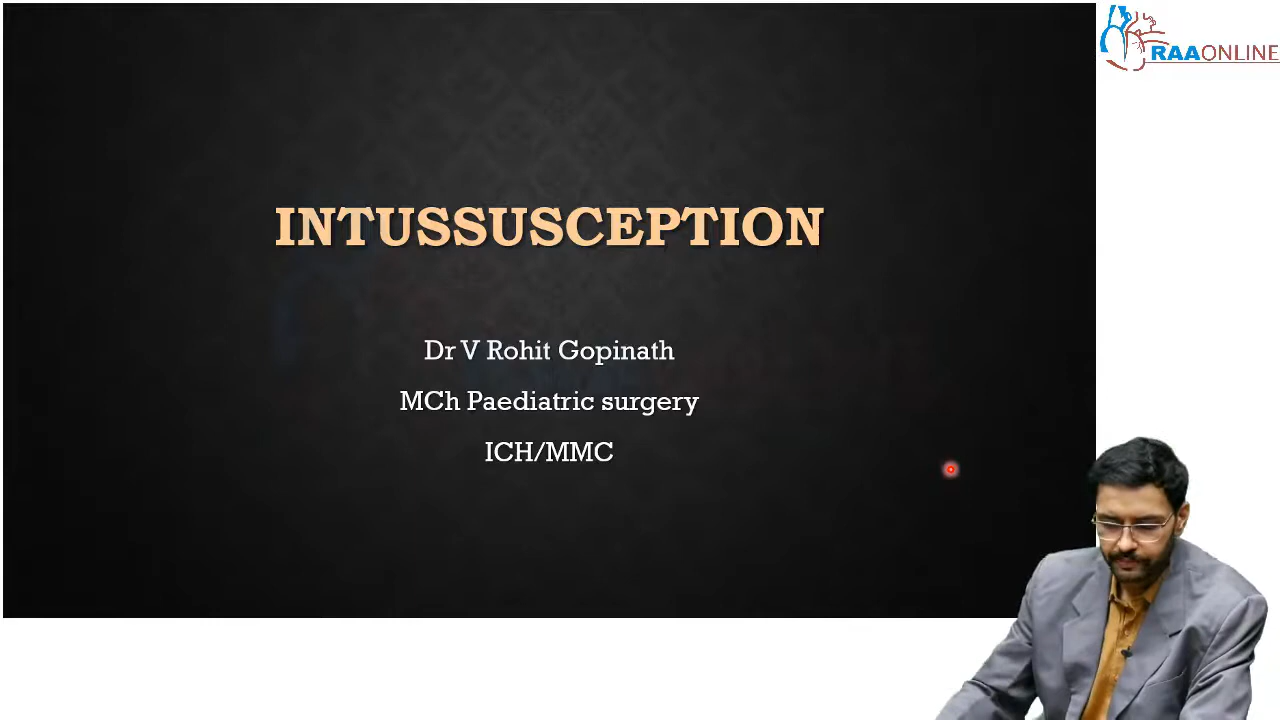 RAAONLINE
INTUSSUSCEPTION
Dr V Rohit Gopinath
MCh Paediatric surgery
ICH/MMC